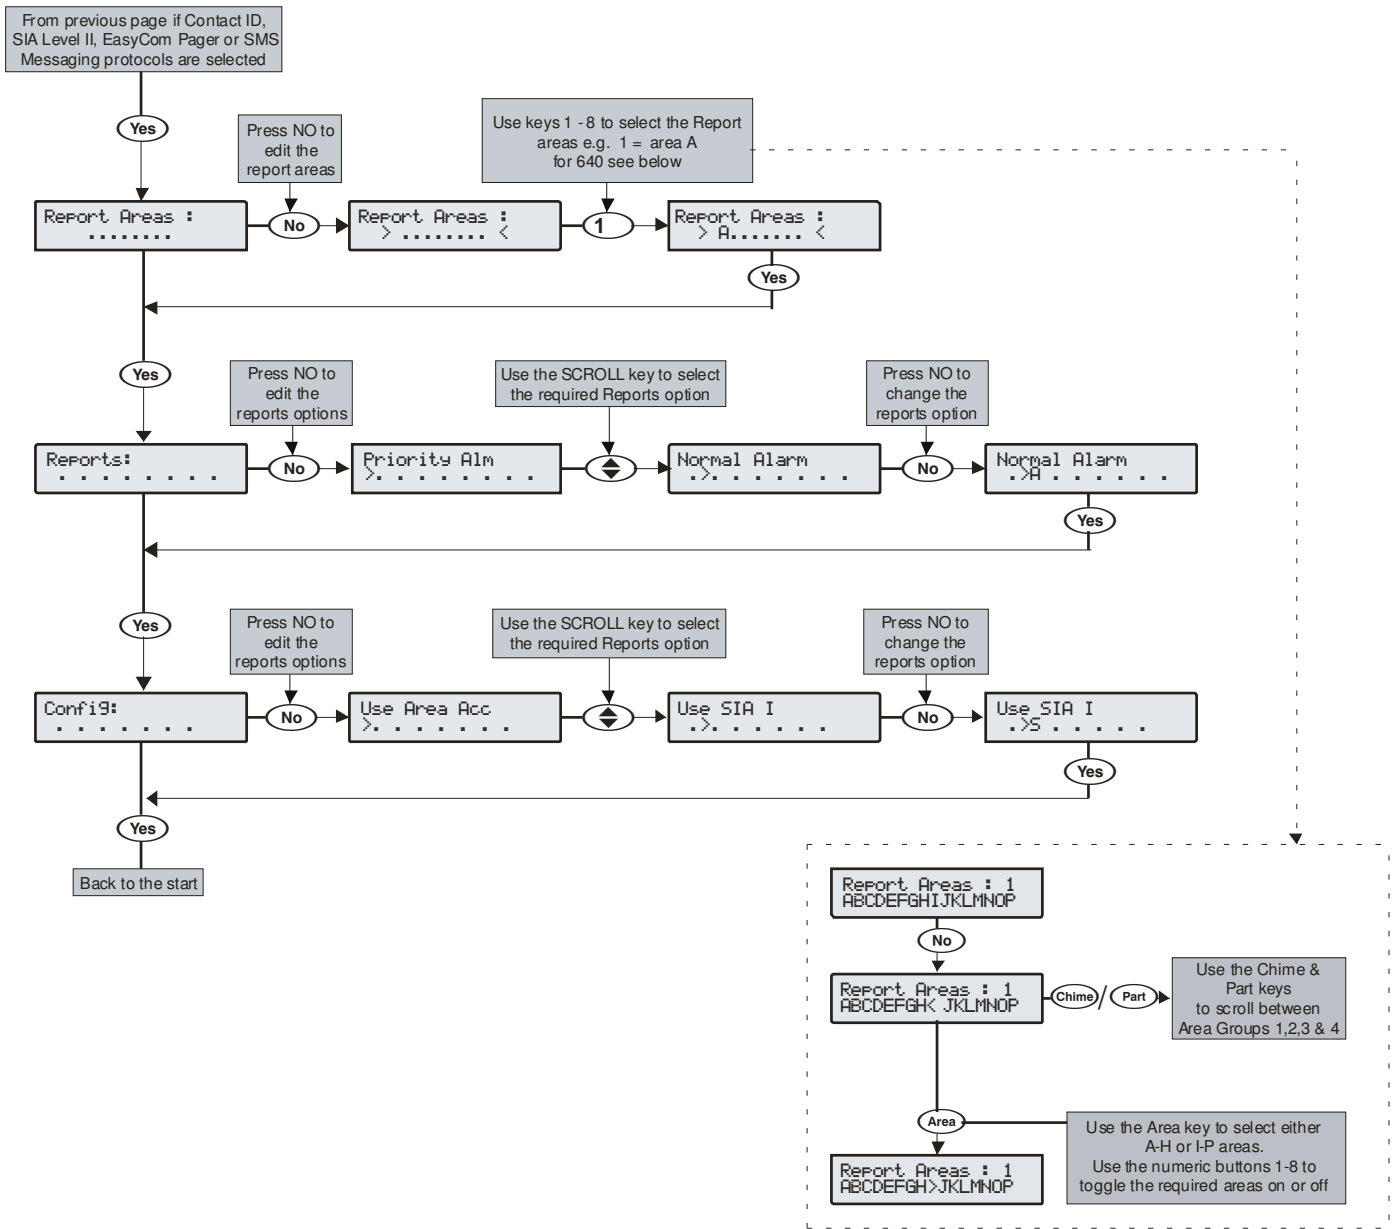 From previous page if Contact ID,
SIA Level II, EasyCom Pager or SMS
Messaging protocols are selected
Yes
Press NO to
edit the
report areas
Use keys 1 - 8 to select the Report
areas e.g. 1 = area A
for 640 see below
Report Areas :
........
No
Report Areas :
> ........ <
1
Report Areas :
> A....... <
Yes
Yes
Press NO to
edit the
reports options
Use the SCROLL key to select
the required Reports option
Press NO to
change the
reports option
Reports:
. . . . . . . .
No
Priority Alm
>. . . . . . . .
Normal Alarm
.>. . . . . . .
No
Normal Alarm
.>A . . . . . .
Yes
Yes
Press NO to
edit the
reports options
Use the SCROLL key to select
the required Reports option
Press NO to
change the
reports option
Config:
. . . . . . .
No
Use Area Acc
>. . . . . . .
Use SIA I
.>. . . . . .
No
Use SIA I
.>S . . . . .
Yes
Yes
Back to the start
Report Areas : 1
ABCDEFGHIJKLMNOP
No
Report Areas : 1
ABCDEFGH< JKLMNOP
Chime / Part
Use the Chime &
Part keys
to scroll between
Area Groups 1,2,3 & 4
Area
Use the Area key to select either
A-H or I-P areas.
Use the numeric buttons 1-8 to
toggle the required areas on or off
Report Areas : 1
ABCDEFGH>JKLMNOP